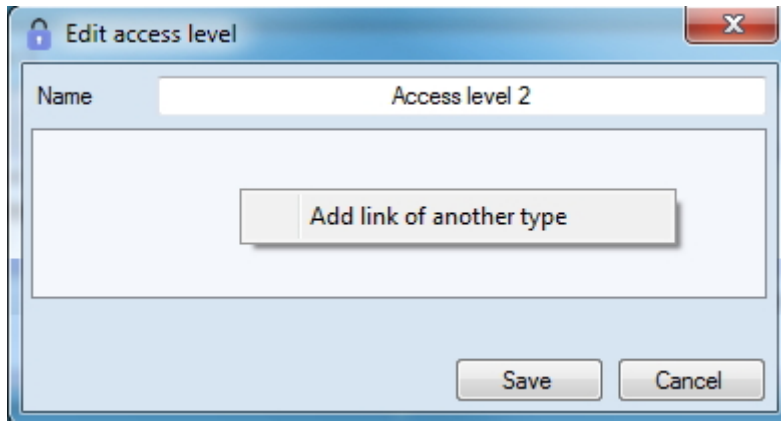 Edit access level
Name Access level 2
Add link of another type
Save Cancel